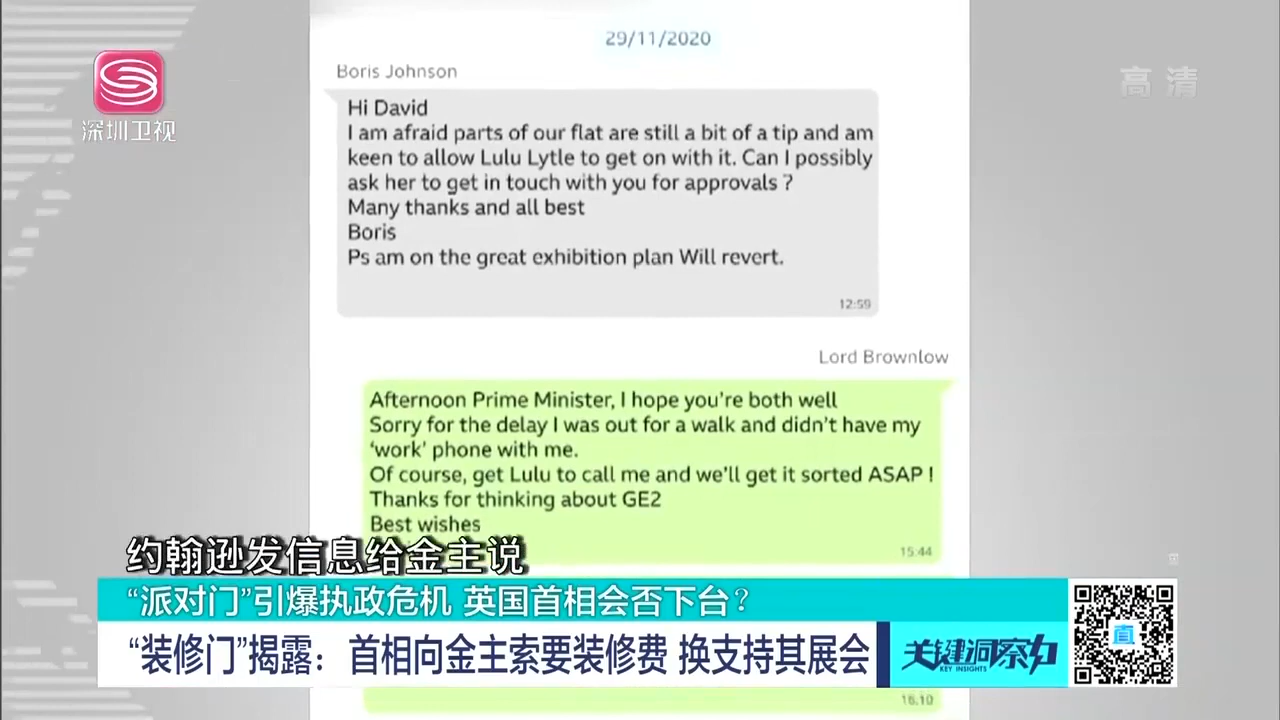 29/11/2020
深圳卫视
高清
Boris Johnson
Hi David
I am afraid parts of our flat are still a bit of a tip and am
keen to allow Lulu Lytle to get on with it. Can I possibly
ask her to get in touch with you for approvals ?
Many thanks and all best
Boris
Ps am on the great exhibition plan Will revert.
12:59
Lord Brownlow
Afternoon Prime Minister, I hope you're both well
Sorry for the delay I was out for a walk and didn't have my
‘work’ phone with me.
Of course, get Lulu to call me and we'll get it sorted ASAP !
Thanks for thinking about GE2
Best wishes
15:44
约翰逊发信息给金主说
“派对门”引爆执政危机 英国首相会否下台？
“装修门”揭露：首相向金主索要装修费 换支持其展会
关键洞察力
KEY INSIGHTS
直
16:10